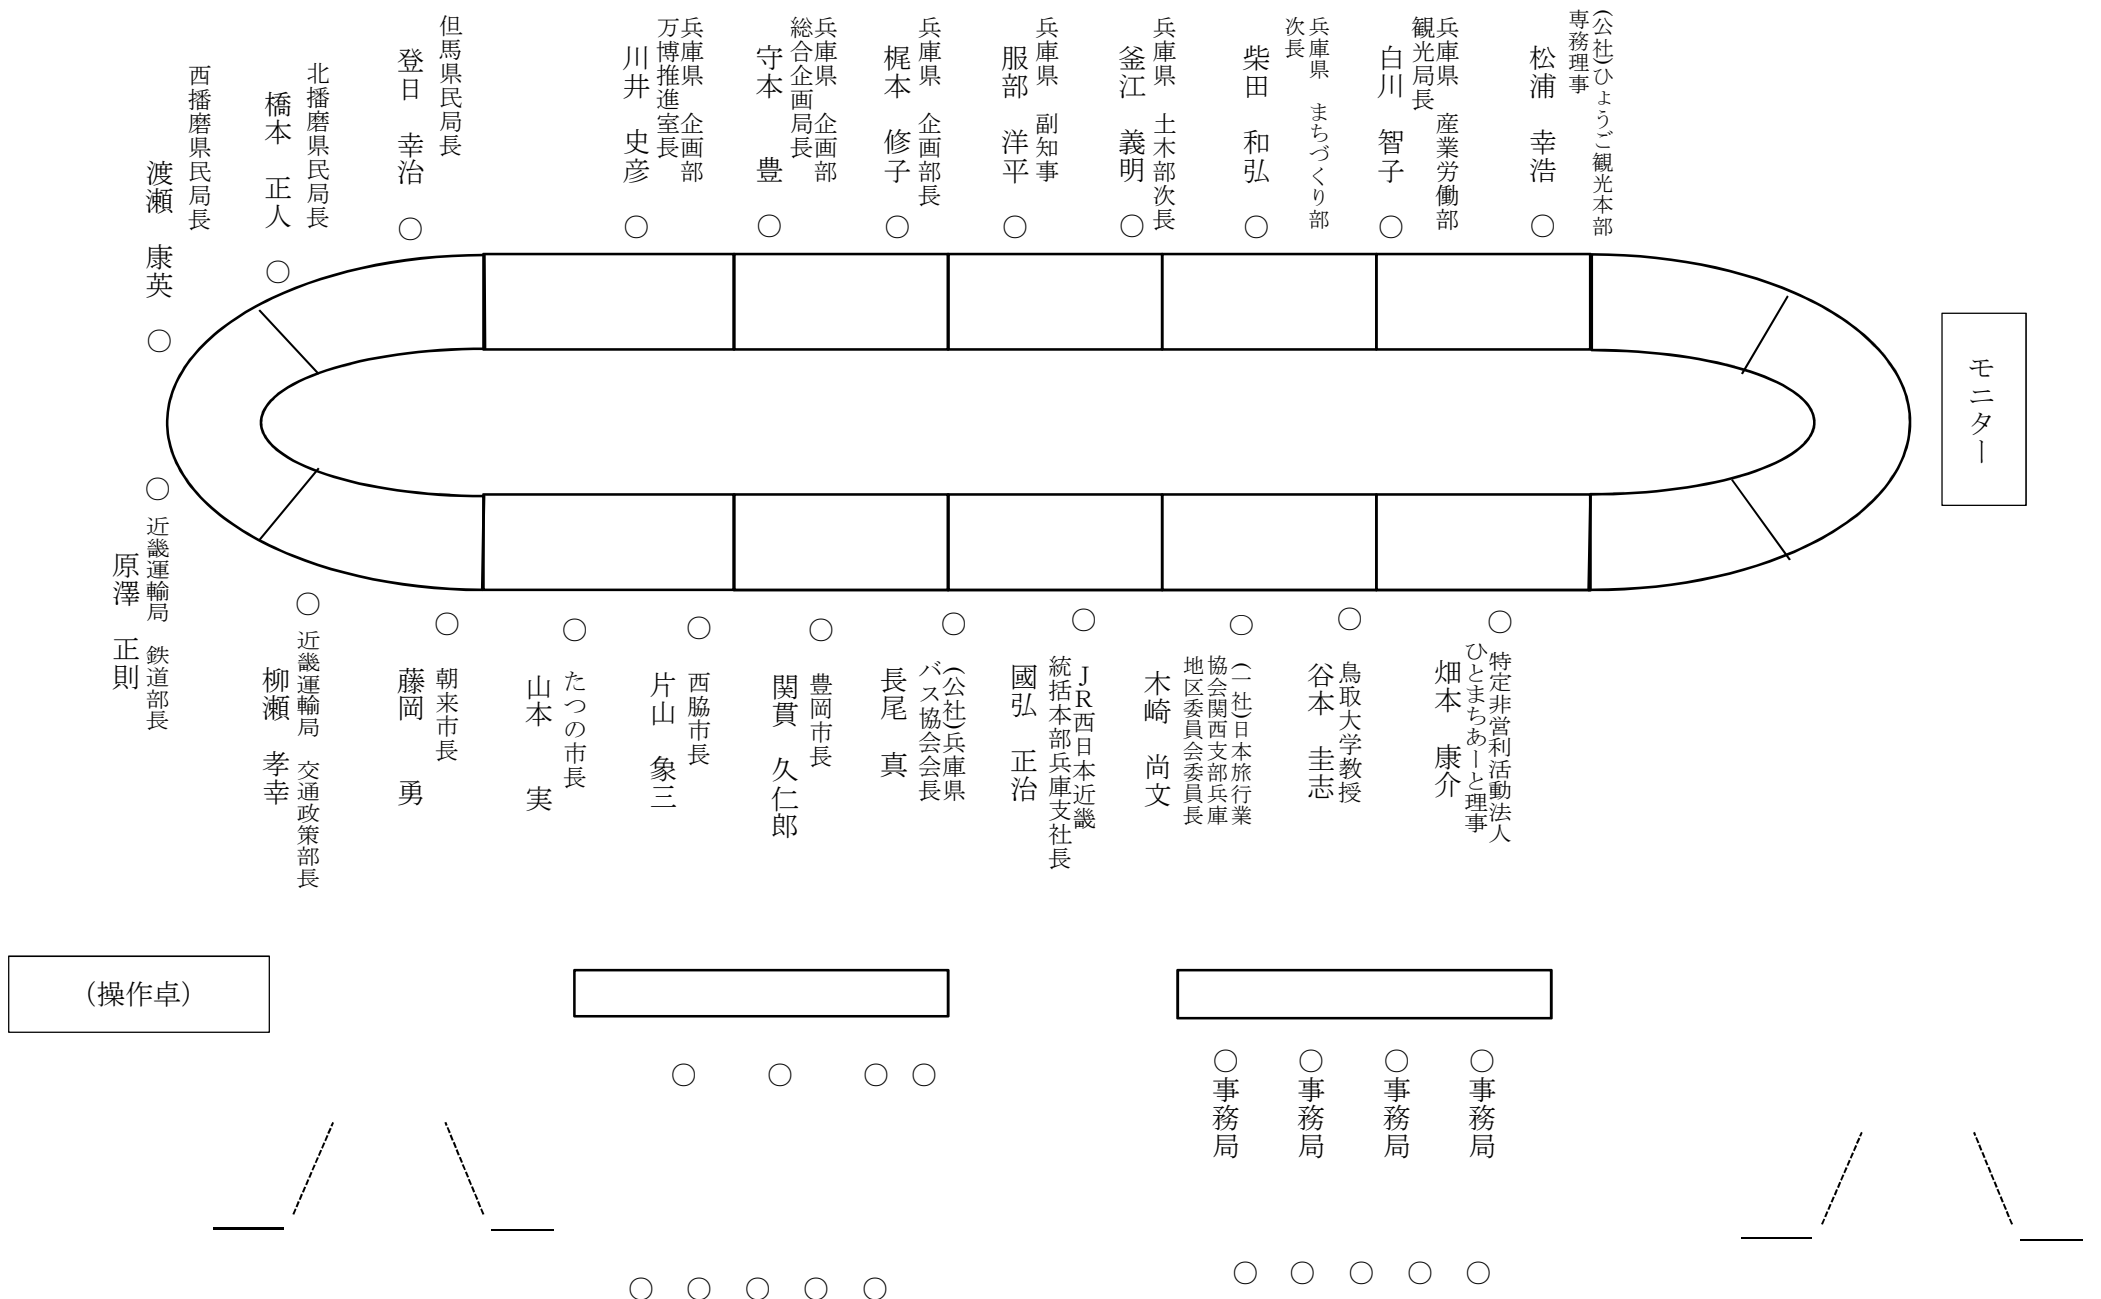 (公社)ひょうご観光本部
専務理事
松浦 幸浩
○
兵庫県 産業労働部
観光局長
白川 智子
○
兵庫県 まちづくり部
次長
柴田 和弘
○
兵庫県 土木部次長
釜江 義明
○
兵庫県 副知事
服部 洋平
○
兵庫県 企画部長
梶本 修子
○
兵庫県 企画部
総合企画局長
守本 豊
○
兵庫県 企画部
万博推進室長
川井 史彦
○
但馬県民局長
登日 幸治
○
北播磨県民局長
橋本 正人
○
西播磨県民局長
渡瀬 康英
○
モニター
○
特定非営利活動法人
ひとまちあーと理事
畑本 康介
○
鳥取大学教授
谷本 圭志
○
(一社)日本旅行業
協会関西支部兵庫
地区委員会委員長
木崎 尚文
○
JR西日本近畿
統括本部兵庫支社長
國弘 正治
○
(公社)兵庫県
バス協会会長
長尾 真
○
豊岡市長
関貫 久仁郎
○
西脇市長
片山 象三
○
たつの市長
山本 実
○
朝来市長
藤岡 勇
○
近畿運輸局 交通政策部長
柳瀬 孝幸
○
近畿運輸局 鉄道部長
原澤 正則
(操作卓)
○ ○ ○ ○
○事務局
○事務局
○事務局
○事務局
○ ○ ○ ○ ○
○ ○ ○ ○ ○